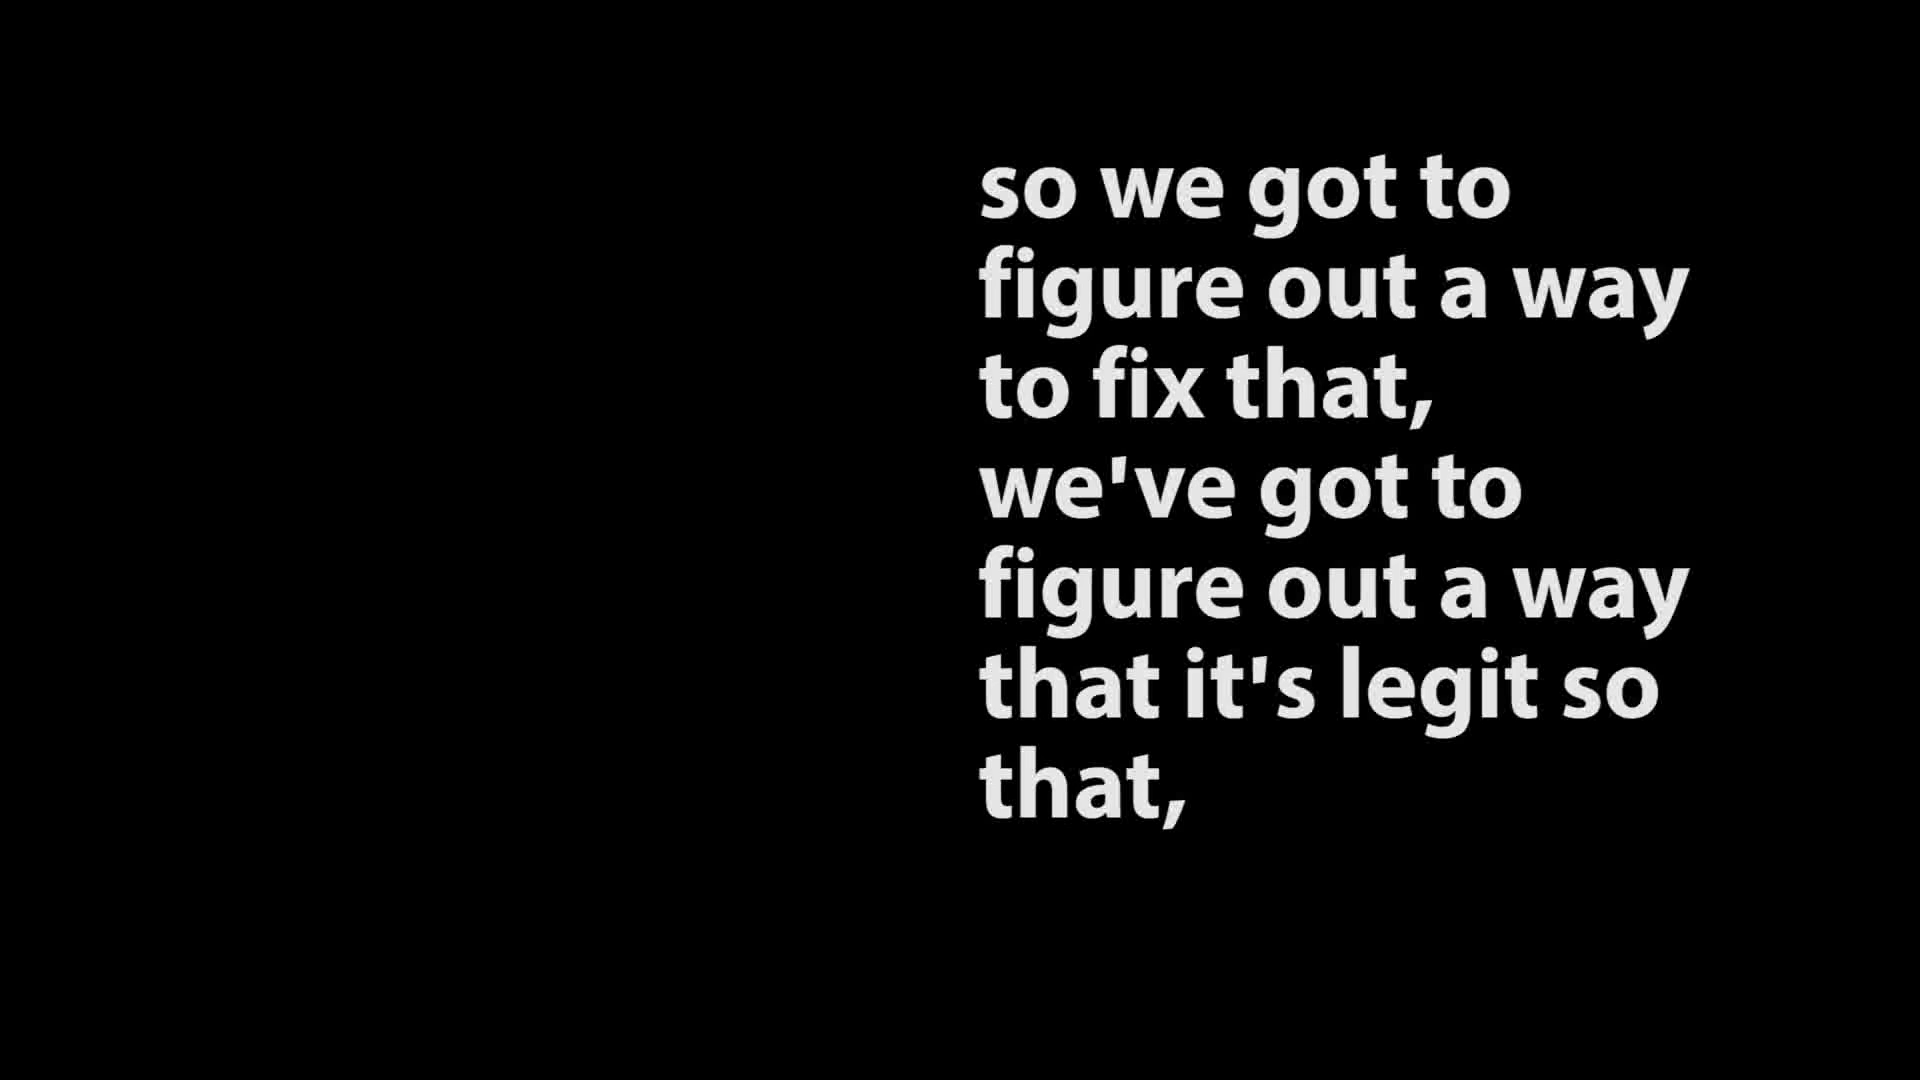 so we got to
figure out a way
to fix that,
we've got to
figure out a way
that it's legit so
that,